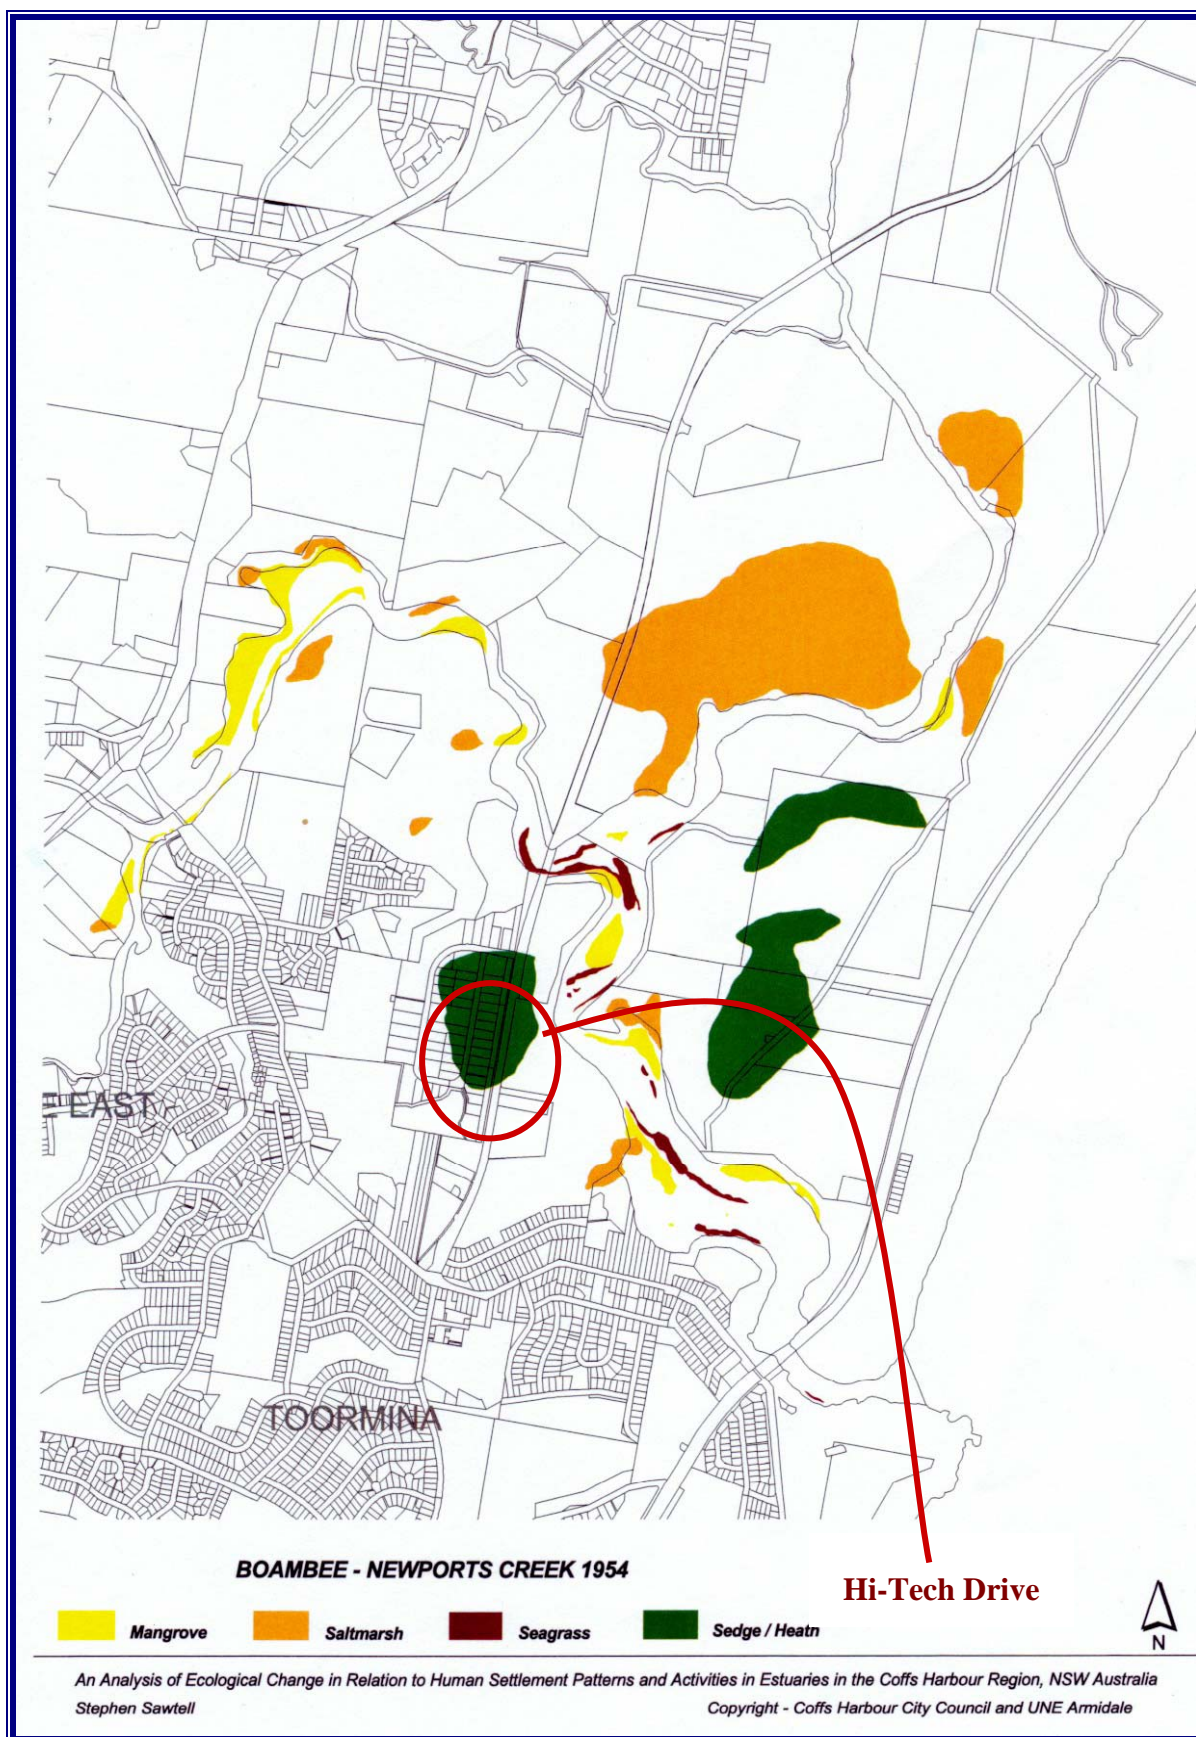 E EAST
TOORMINA
BOAMBEE - NEWPORTS CREEK 1954
Hi-Tech Drive
Mangrove
Saltmarsh
Seagrass
Sedge / Heatn
N
An Analysis of Ecological Change in Relation to Human Settlement Patterns and Activities in Estuaries in the Coffs Harbour Region, NSW Australia
Stephen Sawtell
Copyright - Coffs Harbour City Council and UNE Armidale